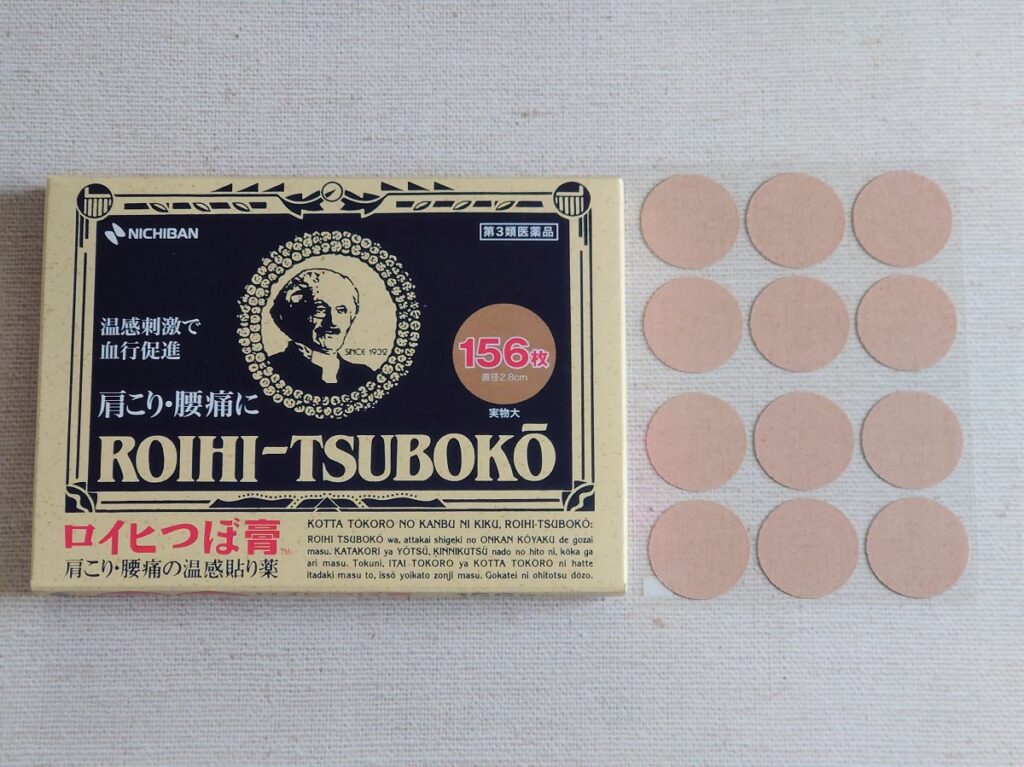 NICHIBAN
第3類医薬品
温感刺激で
血行促進
SINCE 1932
156枚
直径2.8cm
実物大
肩こり・腰痛に
ROIHI-TSUBOKŌ
ロイヒつぼ膏™
肩こり・腰痛の温感貼り薬
KOTTA TOKORO NO KANBU NI KIKU, ROIHI-TSUBOKŌ:
ROIHI TSUBOKŌ wa, attakai shigeki no ONKAN KŌYAKU de gozai
masu. KATAKORI ya YŌTSŪ, KINNIKUTSŪ nado no hito ni, kōka ga
ari masu. Tokuni, ITAI TOKORO ya KOTTA TOKORO ni hatte
itadaki masu to, issō yoikato zonji masu. Gokatei ni ohitotsu dōzo.